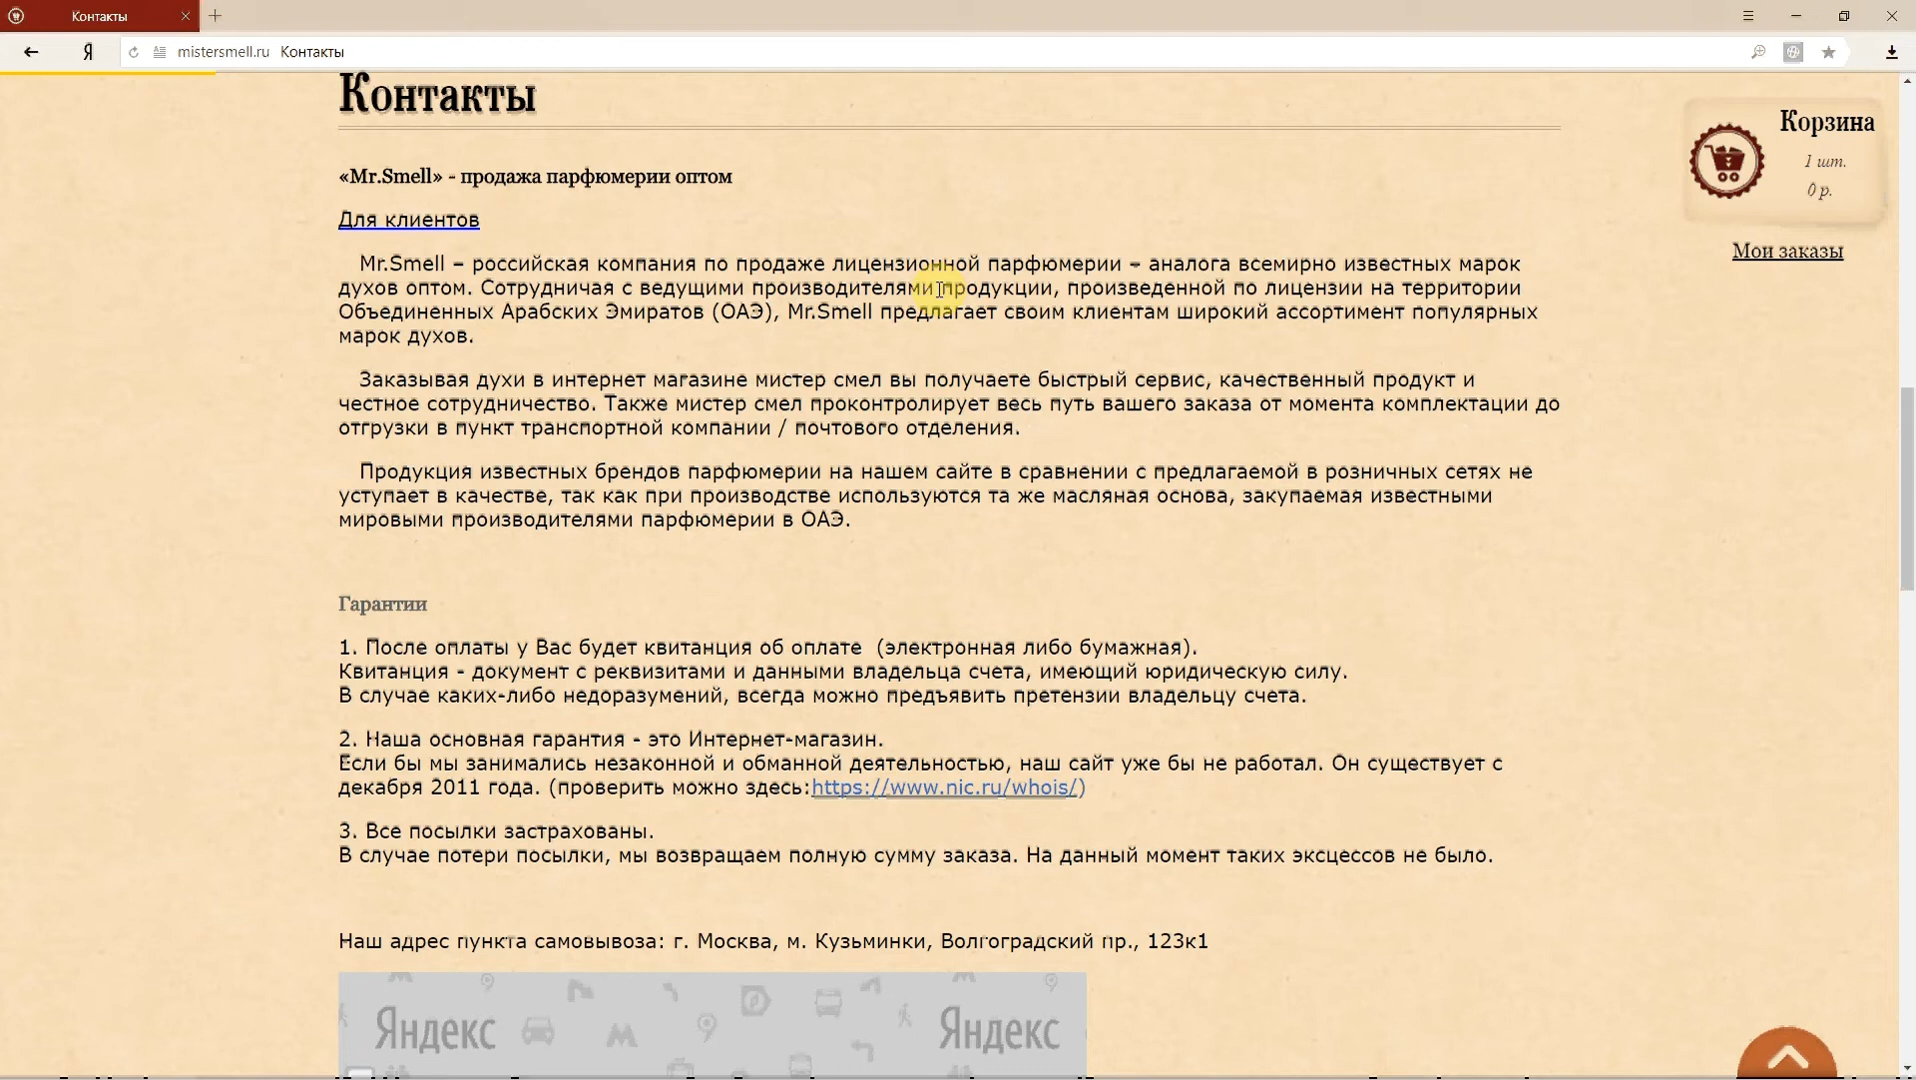 Контакты
Я
mistersmell.ru Контакты
Контакты
Корзина
1 шт.
0 р.
Мои заказы
«Mr.Smell» - продажа парфюмерии оптом
Для клиентов
Mr.Smell – российская компания по продаже лицензионной парфюмерии – аналога всемирно известных марок
духов оптом. Сотрудничая с ведущими производителями продукции, произведенной по лицензии на территории
Объединенных Арабских Эмиратов (ОАЭ), Mr.Smell предлагает своим клиентам широкий ассортимент популярных
марок духов.
Заказывая духи в интернет магазине мистер смел вы получаете быстрый сервис, качественный продукт и
честное сотрудничество. Также мистер смел проконтролирует весь путь вашего заказа от момента комплектации до
отгрузки в пункт транспортной компании / почтового отделения.
Продукция известных брендов парфюмерии на нашем сайте в сравнении с предлагаемой в розничных сетях не
уступает в качестве, так как при производстве используются та же масляная основа, закупаемая известными
мировыми производителями парфюмерии в ОАЭ.
Гарантии
1. После оплаты у Вас будет квитанция об оплате (электронная либо бумажная).
Квитанция - документ с реквизитами и данными владельца счета, имеющий юридическую силу.
В случае каких-либо недоразумений, всегда можно предъявить претензии владельцу счета.
2. Наша основная гарантия - это Интернет-магазин.
Если бы мы занимались незаконной и обманной деятельностью, наш сайт уже бы не работал. Он существует с
декабря 2011 года. (проверить можно здесь:https://www.nic.ru/whois/)
3. Все посылки застрахованы.
В случае потери посылки, мы возвращаем полную сумму заказа. На данный момент таких эксцессов не было.
Наш адрес пункта самовывоза: г. Москва, м. Кузьминки, Волгоградский пр., 123к1
Яндекс Яндекс